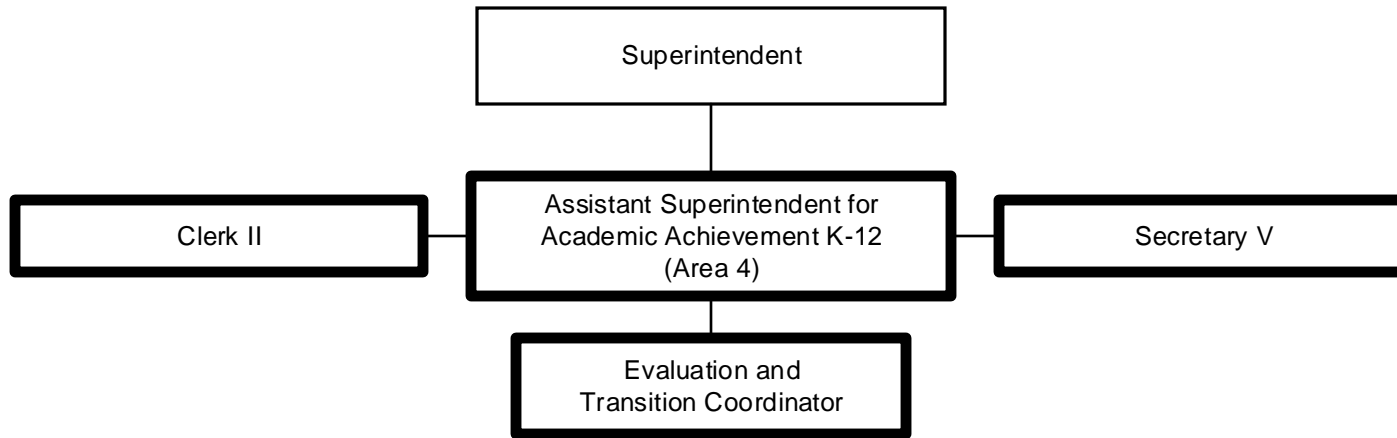 Superintendent
Clerk II
Assistant Superintendent for
Academic Achievement K-12
(Area 4)
Secretary V
Evaluation and
Transition Coordinator